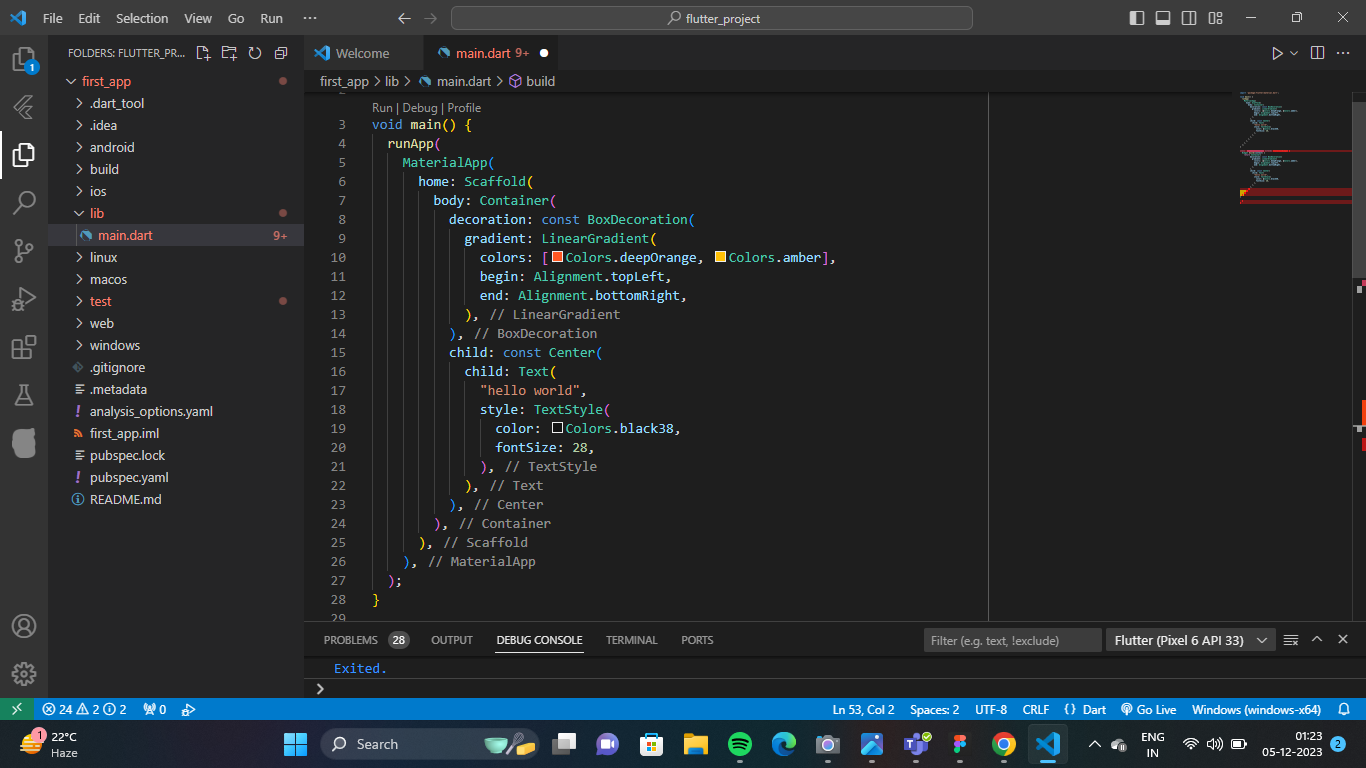 File Edit Selection View Go Run ··· flutter_project
FOLDERS: FLUTTER_PR...
1
first_app
.dart_tool
.idea
android
build
ios
lib
main.dart 9+
linux
macos
test
web
windows
.gitignore
.metadata
analysis_options.yaml
first_app.iml
pubspec.lock
pubspec.yaml
README.md
Welcome main.dart 9+
first_app > lib > main.dart > build
Run | Debug | Profile
3 void main() {
4 runApp(
5 MaterialApp(
6 home: Scaffold(
7 body: Container(
8 decoration: const BoxDecoration(
9 gradient: LinearGradient(
10 colors: [Colors.deepOrange, Colors.amber],
11 begin: Alignment.topLeft,
12 end: Alignment.bottomRight,
13 ), // LinearGradient
14 ), // BoxDecoration
15 child: const Center(
16 child: Text(
17 "hello world",
18 style: TextStyle(
19 color: Colors.black38,
20 fontSize: 28,
21 ), // TextStyle
22 ), // Text
23 ), // Center
24 ), // Container
25 ), // Scaffold
26 ), // MaterialApp
27 );
28 }
29
PROBLEMS 28 OUTPUT DEBUG CONSOLE TERMINAL PORTS Filter (e.g. text, !exclude) Flutter (Pixel 6 API 33)
Exited.
24 2 2 0 Ln 53, Col 2 Spaces: 2 UTF-8 CRLF {} Dart Go Live Windows (windows-x64)
1 22°C
Haze
Search
ENG
IN
01:23
05-12-2023
2